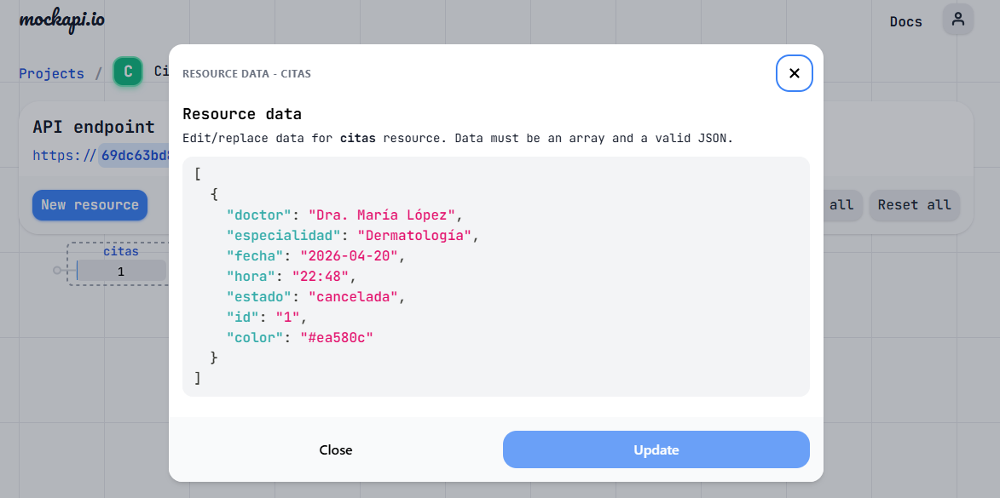 mockapi.io
Docs
Projects / C Ci
RESOURCE DATA - CITAS
Resource data
Edit/replace data for citas resource. Data must be an array and a valid JSON.
API endpoint
https://69dc63bd
New resource
all
Reset all
citas
1
[
{
"doctor": "Dra. María López",
"especialidad": "Dermatología",
"fecha": "2026-04-20",
"hora": "22:48",
"estado": "cancelada",
"id": "1",
"color": "#ea580c"
}
]
Close
Update